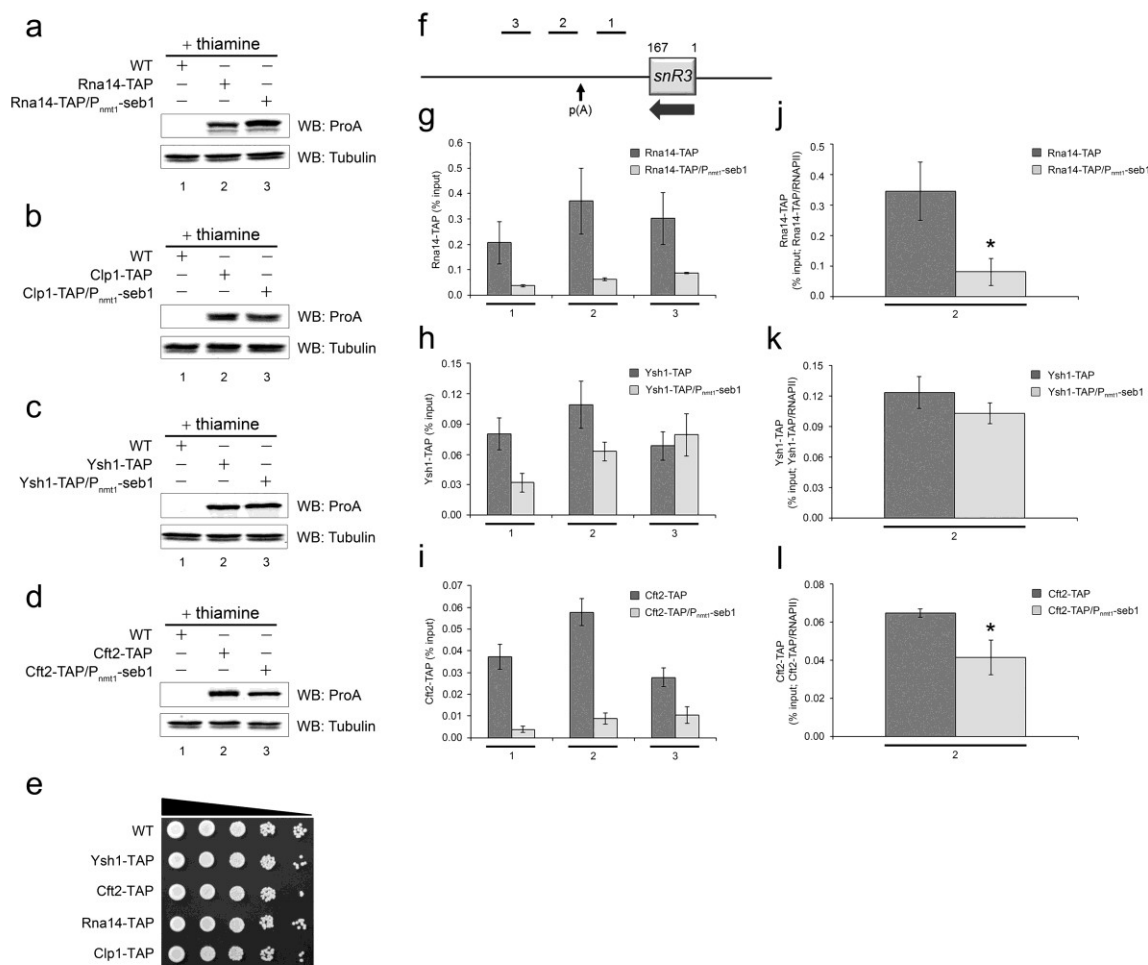 a
+ thiamine
WT + – –
Rna14-TAP – + –
Rna14-TAP/Pnmt1-seb1 – – +
WB: ProA
WB: Tubulin
1 2 3
b
+ thiamine
WT + – –
Clp1-TAP – + –
Clp1-TAP/Pnmt1-seb1 – – +
WB: ProA
WB: Tubulin
1 2 3
c
+ thiamine
WT + – –
Ysh1-TAP – + –
Ysh1-TAP/Pnmt1-seb1 – – +
WB: ProA
WB: Tubulin
1 2 3
d
+ thiamine
WT + – –
Cft2-TAP – + –
Cft2-TAP/Pnmt1-seb1 – – +
WB: ProA
WB: Tubulin
1 2 3
e
WT
Ysh1-TAP
Cft2-TAP
Rna14-TAP
Clp1-TAP
f
3 2 1
167 1
snR3
p(A)
g
Rna14-TAP
Rna14-TAP/Pnmt1-seb1
Rna14-TAP (% input)
0.6
0.5
0.4
0.3
0.2
0.1
0.0
1 2 3
h
Ysh1-TAP
Ysh1-TAP/Pnmt1-seb1
Ysh1-TAP (% input)
0.15
0.12
0.09
0.06
0.03
0.00
1 2 3
i
Cft2-TAP
Cft2-TAP/Pnmt1-seb1
Cft2-TAP (% input)
0.07
0.06
0.05
0.04
0.03
0.02
0.01
0.00
1 2 3
j
Rna14-TAP
Rna14-TAP/Pnmt1-seb1
Rna14-TAP
(% input; Rna14-TAP/RNAPII)
0.5
0.4
0.3
0.2
0.1
0.0
*
2
k
Ysh1-TAP
Ysh1-TAP/Pnmt1-seb1
Ysh1-TAP
(% input; Ysh1-TAP/RNAPII)
0.15
0.12
0.09
0.06
0.03
0.00
2
l
Cft2-TAP
Cft2-TAP/Pnmt1-seb1
Cft2-TAP
(% input; Cft2-TAP/RNAPII)
0.08
0.06
0.04
0.02
0.00
*
2